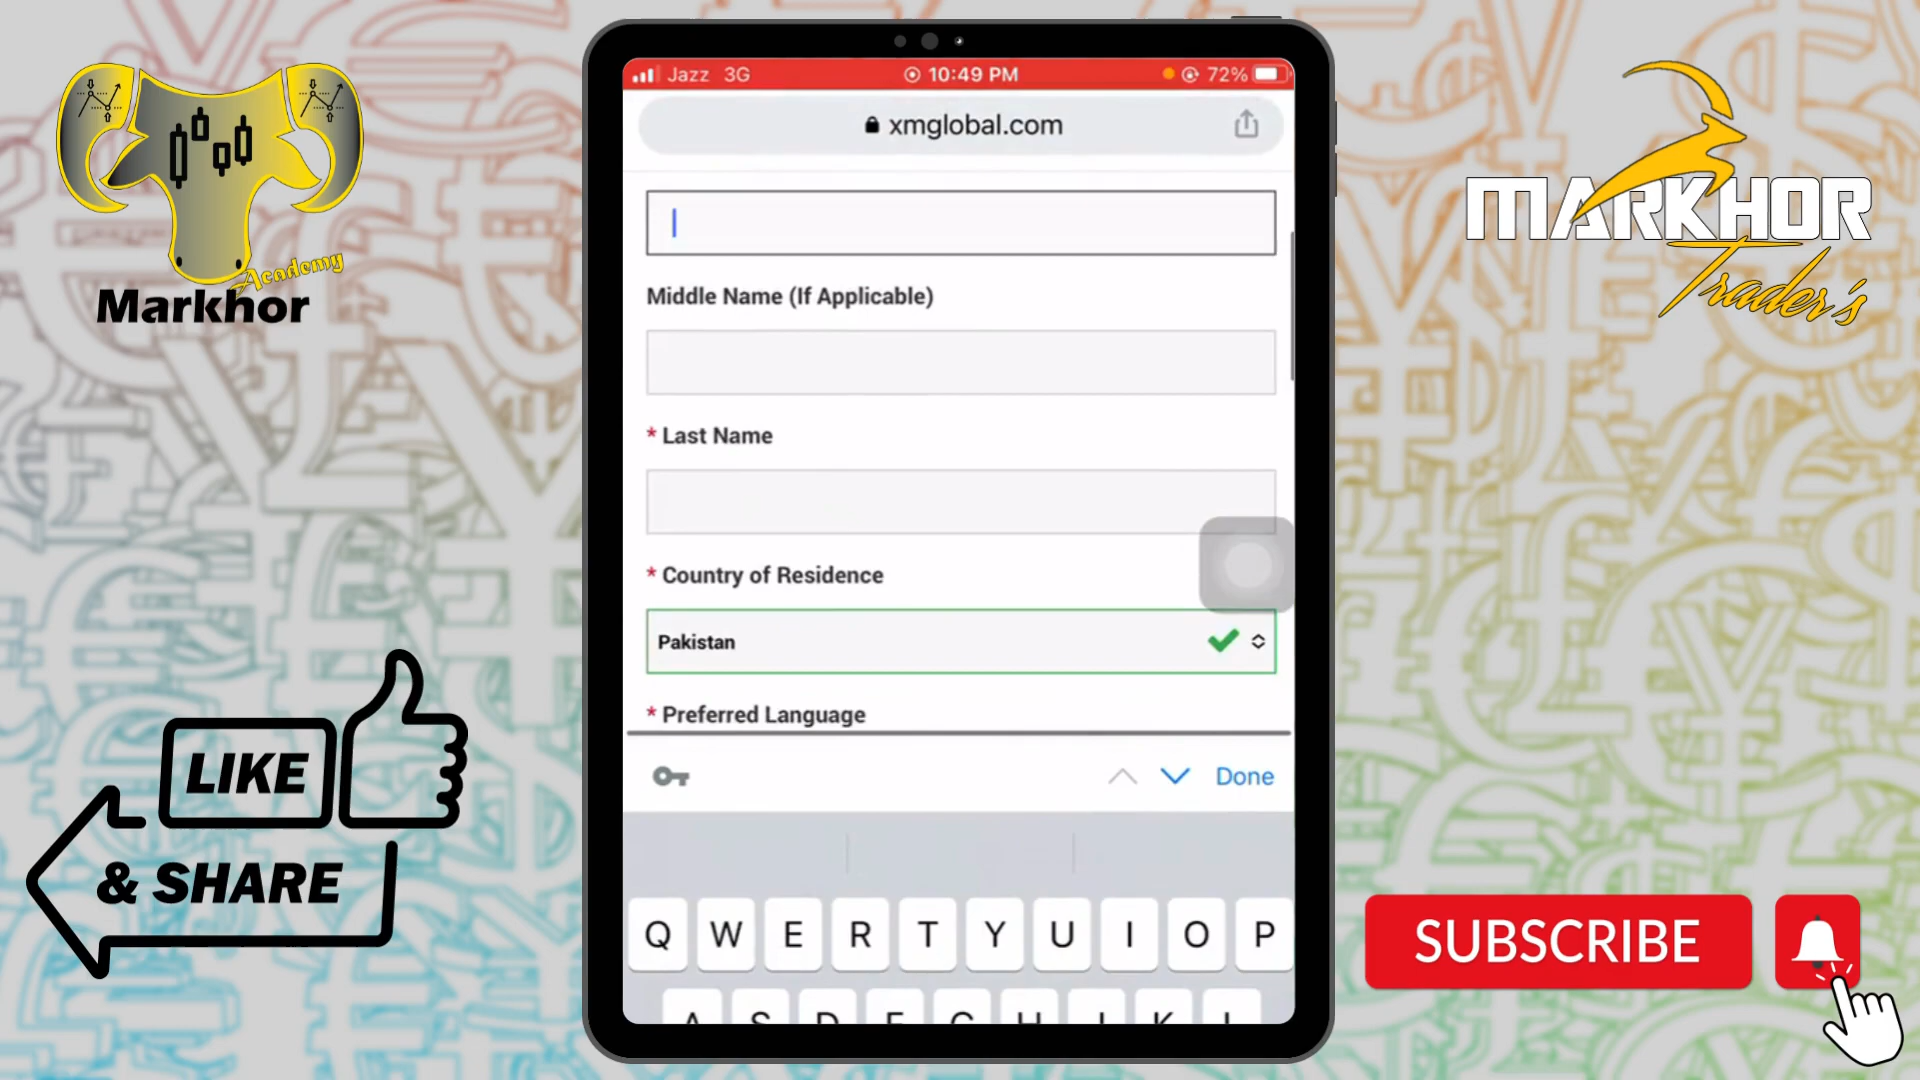 Academy
Markhor
LIKE
& SHARE
Jazz 3G
10:49 PM
72%
xmglobal.com
Middle Name (If Applicable)
* Last Name
* Country of Residence
Pakistan
* Preferred Language
Done
Q W E R T Y U I O P
A S D F G H J K L
MARKHOR
Trader's
SUBSCRIBE